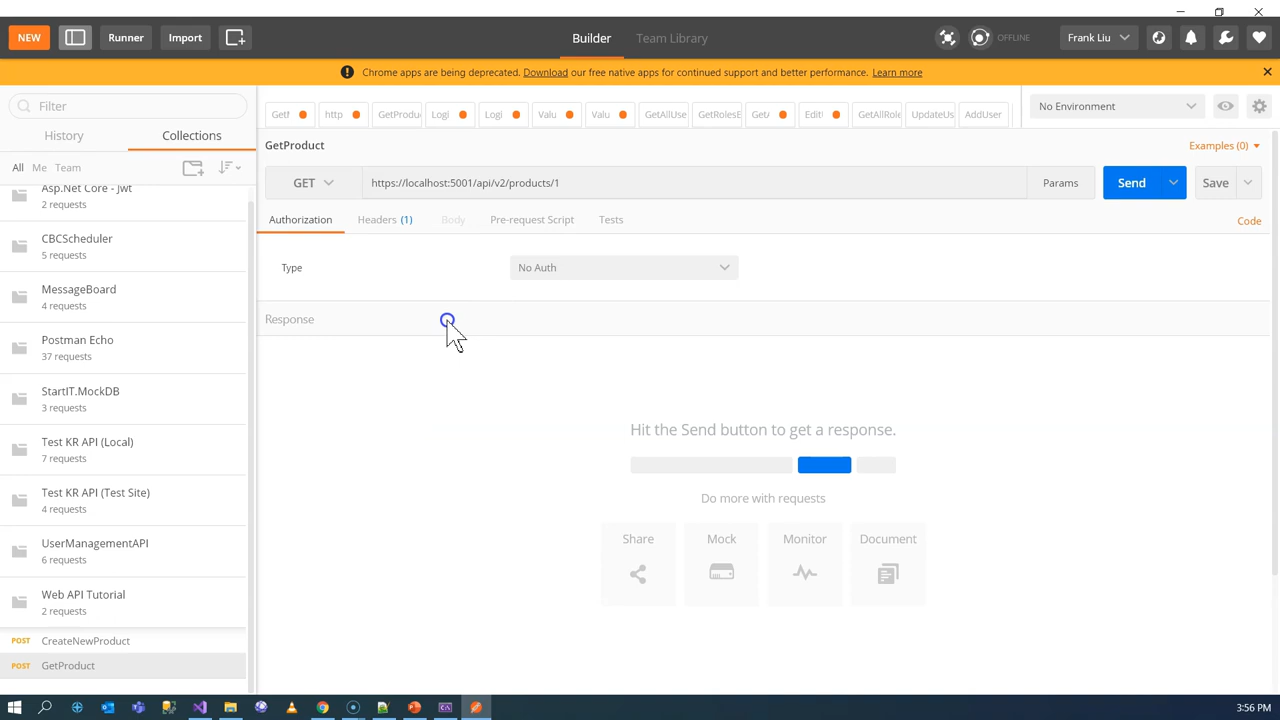 NEW
Runner
Import
Builder
Team Library
OFFLINE
Frank Liu
Chrome apps are being deprecated. Download our free native apps for continued support and better performance. Learn more
Filter
History
Collections
All Me Team
Asp.Net Core - Jwt
2 requests
CBCScheduler
5 requests
MessageBoard
4 requests
Postman Echo
37 requests
StartIT.MockDB
3 requests
Test KR API (Local)
7 requests
Test KR API (Test Site)
4 requests
UserManagementAPI
6 requests
Web API Tutorial
2 requests
POST CreateNewProduct
POST GetProduct
GetF http GetProdu Logi Logi Valu Valu GetAllUse GetRolesE GetA Edit GetAllRole UpdateUs AddUser
No Environment
GetProduct
Examples (0)
GET
https://localhost:5001/api/v2/products/1
Params
Send
Save
Authorization
Headers (1)
Body
Pre-request Script
Tests
Code
Type
No Auth
Response
Hit the Send button to get a response.
Do more with requests
Share
Mock
Monitor
Document
3:56 PM